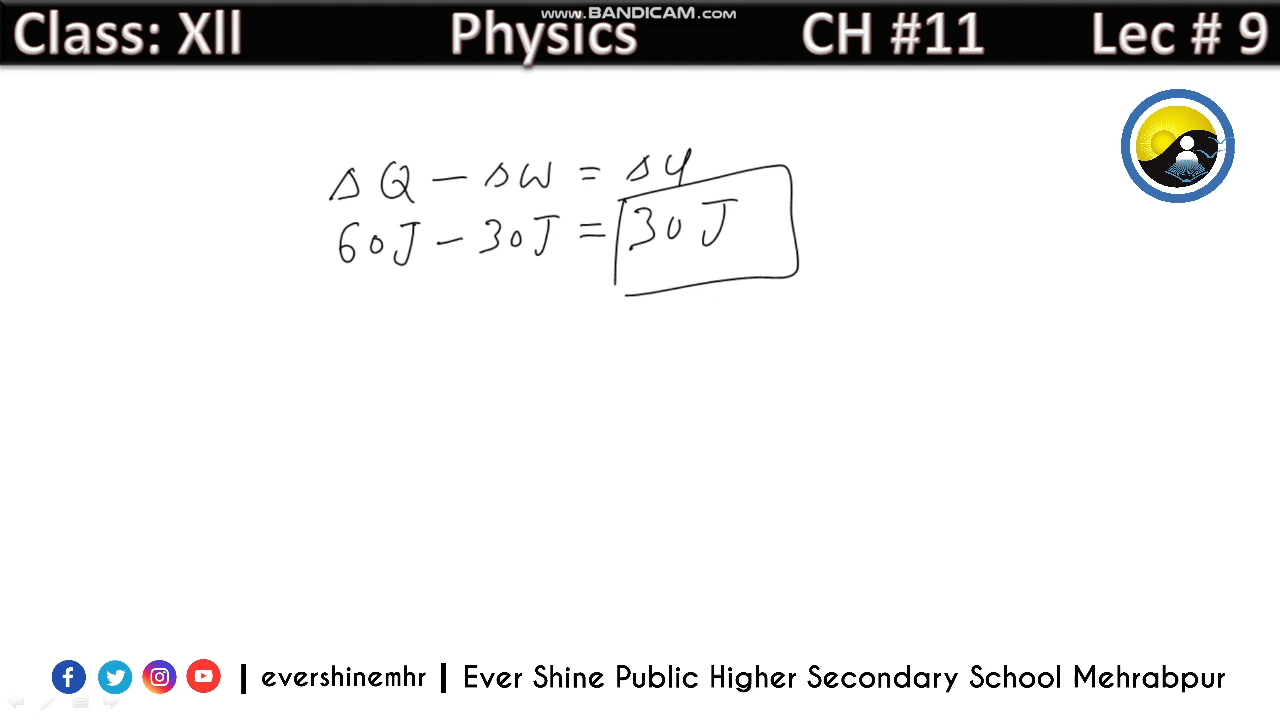 www.BANDICAM.com
Class: XII Physics CH #11 Lec # 9
ΔQ - ΔW = ΔU
60J - 30J = 30J
| evershinemhr | Ever Shine Public Higher Secondary School Mehrabpur